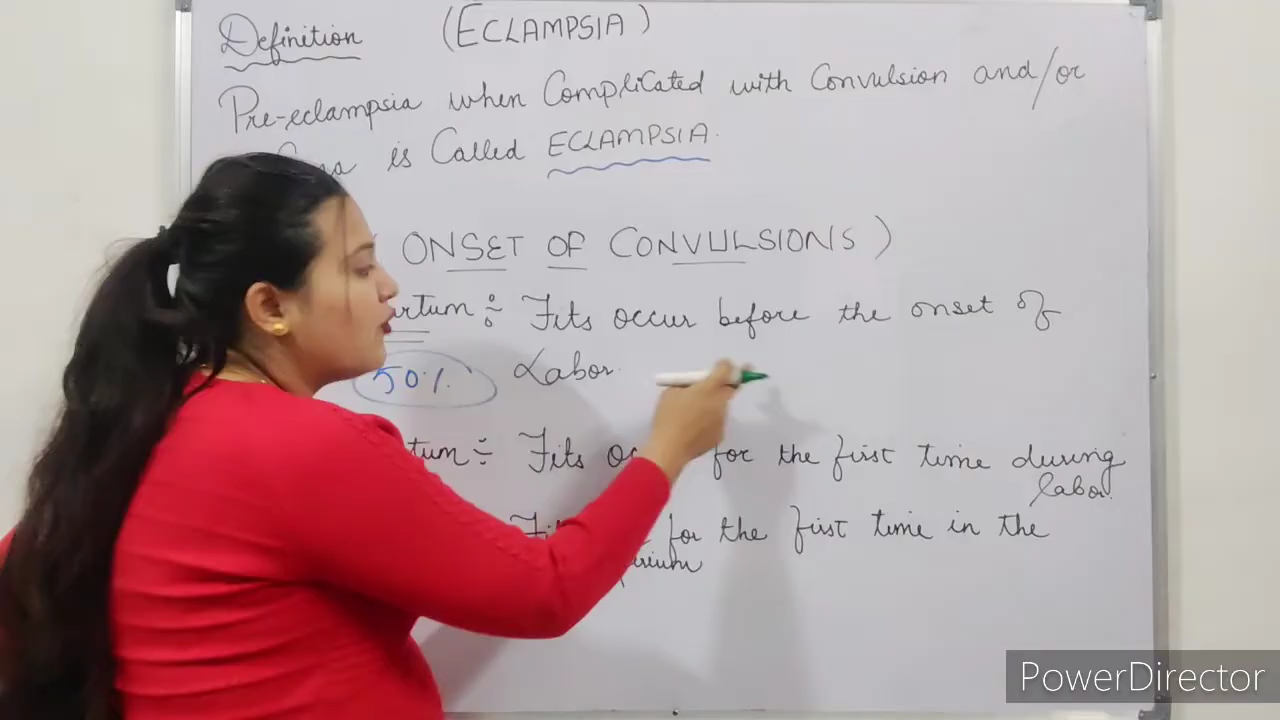 Definition (ECLAMPSIA)
Pre-eclampsia when Complicated with Convulsion and/or
is Called ECLAMPSIA.
ONSET OF CONVULSIONS )
Fits occur before the onset of
50% Labor.
Fits for the first time during
labor.
for the first time in the
PowerDirector